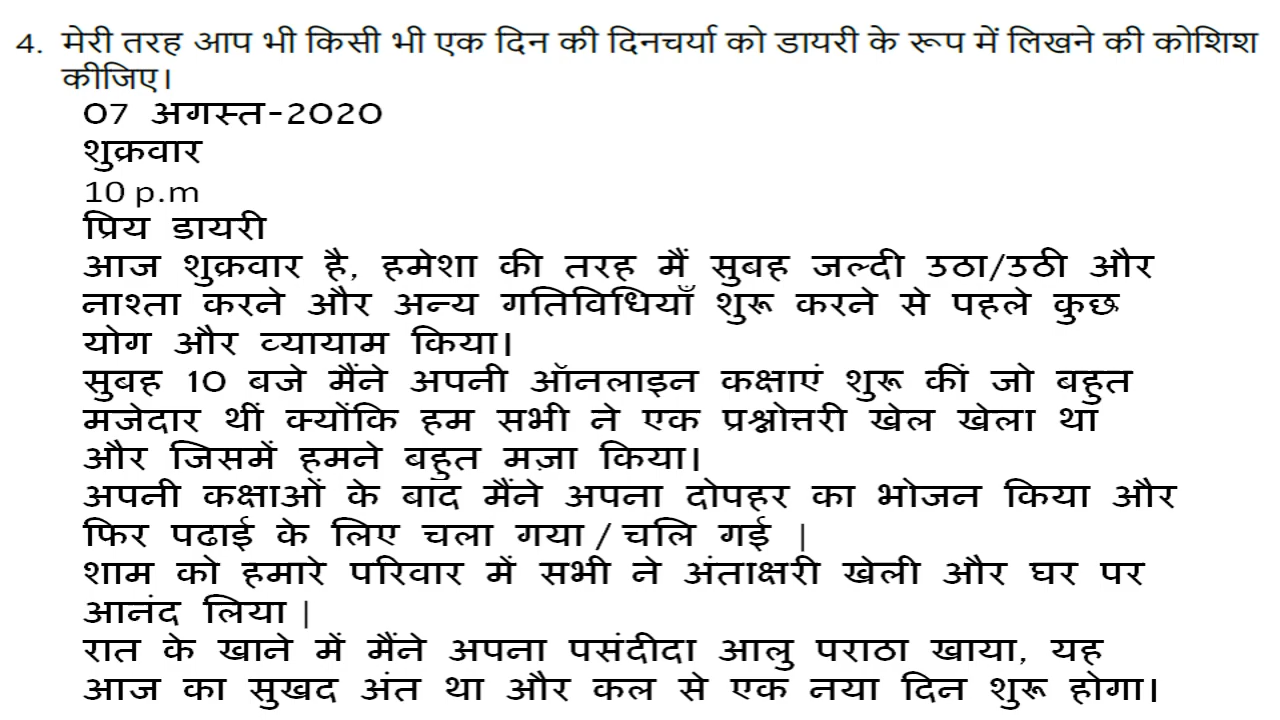 4. मेरी तरह आप भी किसी भी एक दिन की दिनचर्या को डायरी के रूप में लिखने की कोशिश
कीजिए।
07 अगस्त-2020
शुक्रवार
10 p.m
प्रिय डायरी
आज शुक्रवार है, हमेशा की तरह मैं सुबह जल्दी उठा/उठी और
नाश्ता करने और अन्य गतिविधियाँ शुरू करने से पहले कुछ
योग और व्यायाम किया।
सुबह 10 बजे मैंने अपनी ऑनलाइन कक्षाएं शुरू कीं जो बहुत
मजेदार थीं क्योंकि हम सभी ने एक प्रश्नोत्तरी खेल खेला था
और जिसमें हमने बहुत मज़ा किया।
अपनी कक्षाओं के बाद मैंने अपना दोपहर का भोजन किया और
फिर पढाई के लिए चला गया / चलि गई |
शाम को हमारे परिवार में सभी ने अंताक्षरी खेली और घर पर
आनंद लिया |
रात के खाने में मैंने अपना पसंदीदा आलु पराठा खाया, यह
आज का सुखद अंत था और कल से एक नया दिन शुरू होगा।